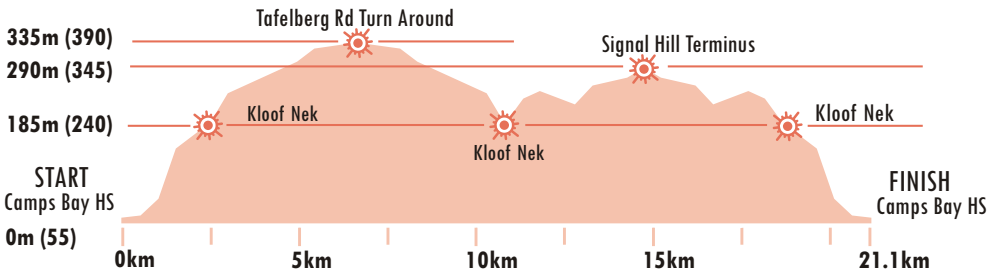 Tafelberg Rd Turn Around
335m (390)
Signal Hill Terminus
290m (345)
Kloof Nek
Kloof Nek
185m (240)
Kloof Nek
START
Camps Bay HS
FINISH
Camps Bay HS
0m (55)
0km
5km
10km
15km
21.1km